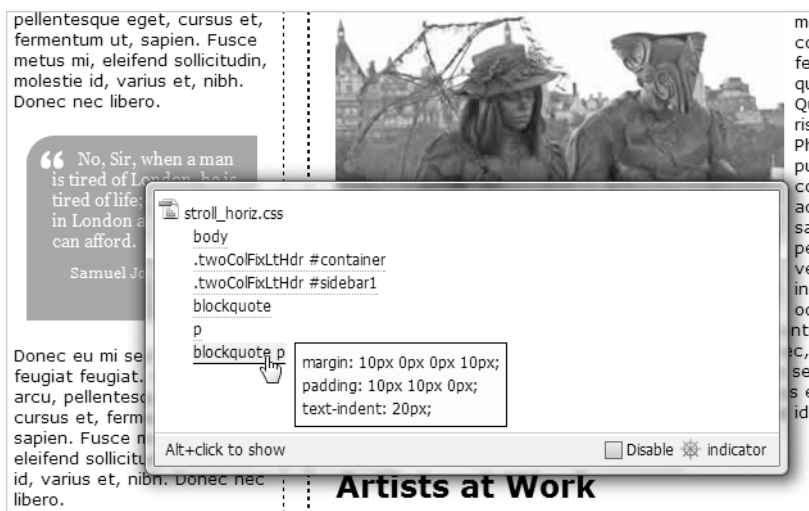 pellentesque eget, cursus et,
fermentum ut, sapien. Fusce
metus mi, eleifend sollicitudin,
molestie id, varius et, nibh.
Donec nec libero.
“ No, Sir, when a man
is tired of London, he is
tired of life;
in London a
can afford.
Samuel Jo
stroll_horiz.css
body
.twoColFixLtHdr #container
.twoColFixLtHdr #sidebar1
blockquote
p
blockquote p
margin: 10px 0px 0px 10px;
padding: 10px 10px 0px;
text-indent: 20px;
Alt+click to show
Disable indicator
Donec eu mi se
feugiat feugiat.
arcu, pellentesq
cursus et, ferm
sapien. Fusce m
eleifend sollicitu
id, varius et, nibh. Donec nec
libero.
Artists at Work